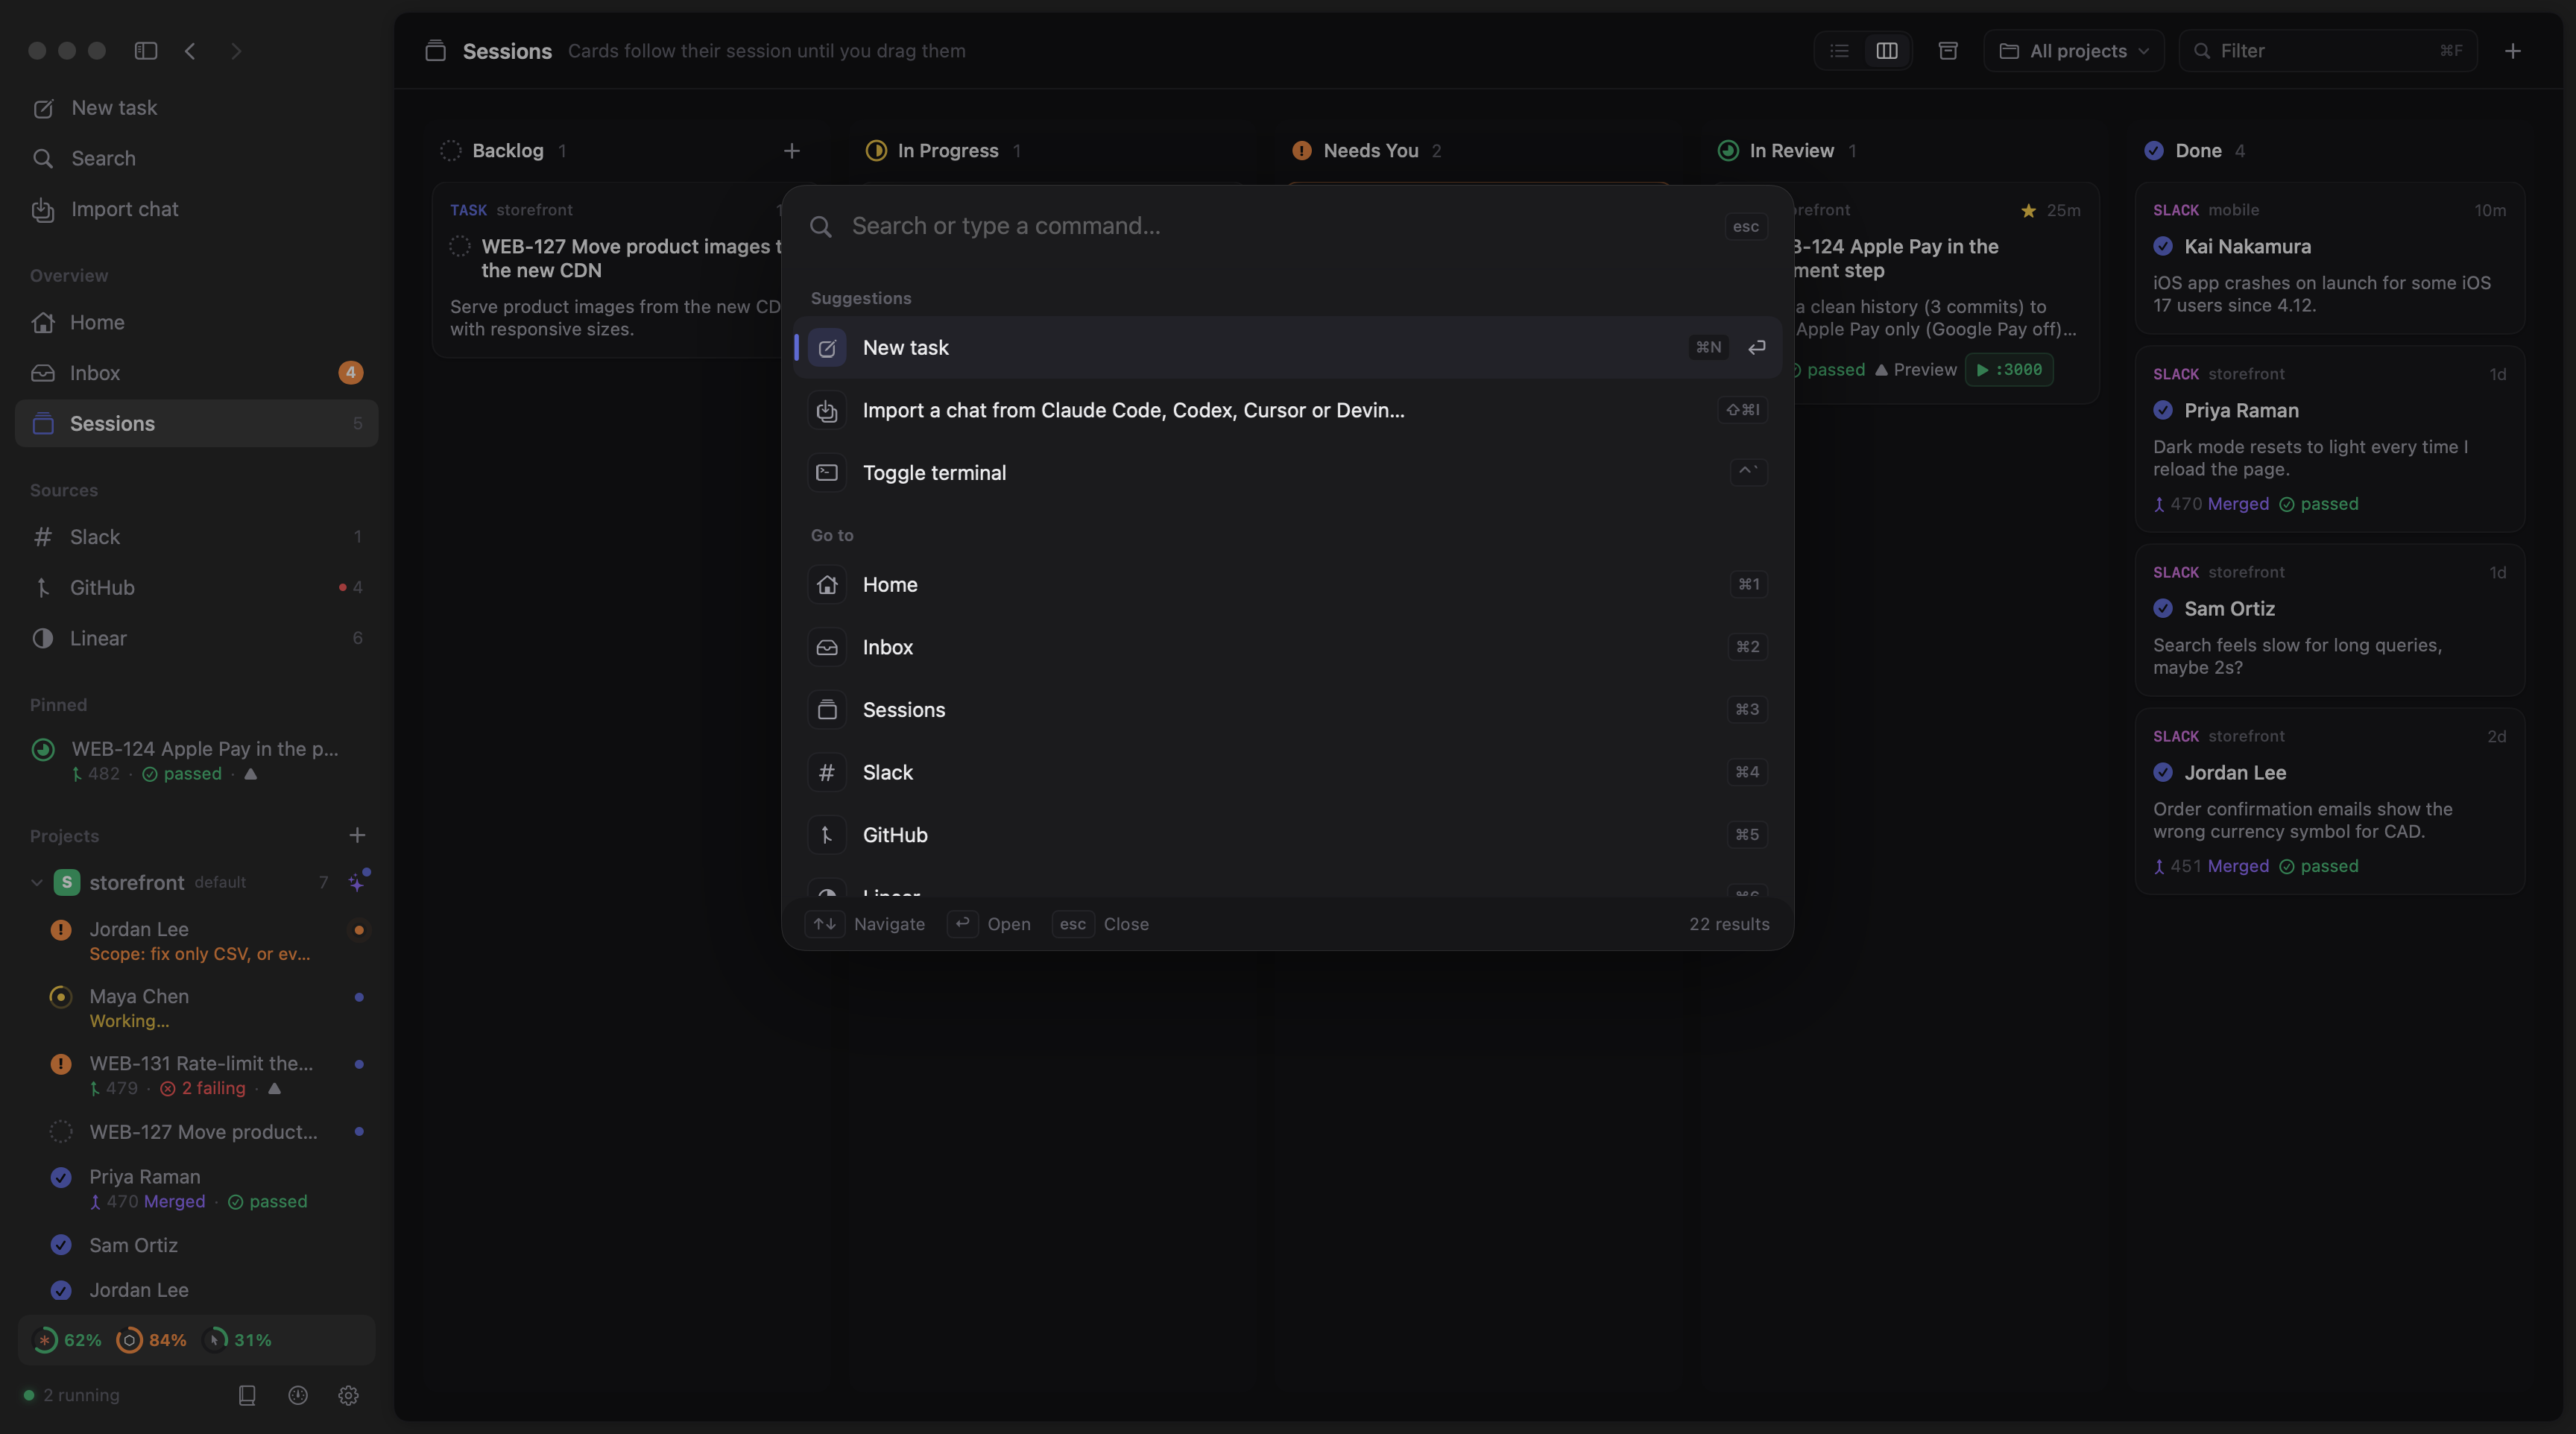 New task
Search
Import chat
Overview
Home
Inbox 4
Sessions 5
Sources
Slack 1
GitHub 4
Linear 6
Pinned
WEB-124 Apple Pay in the p...
482 · passed ·
Projects
S storefront default 7
Jordan Lee
Scope: fix only CSV, or ev...
Maya Chen
Working...
WEB-131 Rate-limit the...
479 · 2 failing ·
WEB-127 Move product...
Priya Raman
470 Merged · passed
Sam Ortiz
Jordan Lee
62% 84% 31%
2 running
Sessions Cards follow their session until you drag them
All projects
Filter ⌘F
Backlog 1
TASK storefront
WEB-127 Move product images t
the new CDN
Serve product images from the new CD
with responsive sizes.
In Progress 1
Needs You 2
In Review 1
refront 25m
-124 Apple Pay in the
ment step
a clean history (3 commits) to
Apple Pay only (Google Pay off)...
passed Preview :3000
Done 4
SLACK mobile 10m
Kai Nakamura
iOS app crashes on launch for some iOS
17 users since 4.12.
SLACK storefront 1d
Priya Raman
Dark mode resets to light every time I
reload the page.
470 Merged passed
SLACK storefront 1d
Sam Ortiz
Search feels slow for long queries,
maybe 2s?
SLACK storefront 2d
Jordan Lee
Order confirmation emails show the
wrong currency symbol for CAD.
451 Merged passed
Search or type a command... esc
Suggestions
New task ⌘N
Import a chat from Claude Code, Codex, Cursor or Devin... ⇧⌘I
Toggle terminal ^`
Go to
Home ⌘1
Inbox ⌘2
Sessions ⌘3
Slack ⌘4
GitHub ⌘5
Linear ⌘6
↑↓ Navigate ↵ Open esc Close 22 results